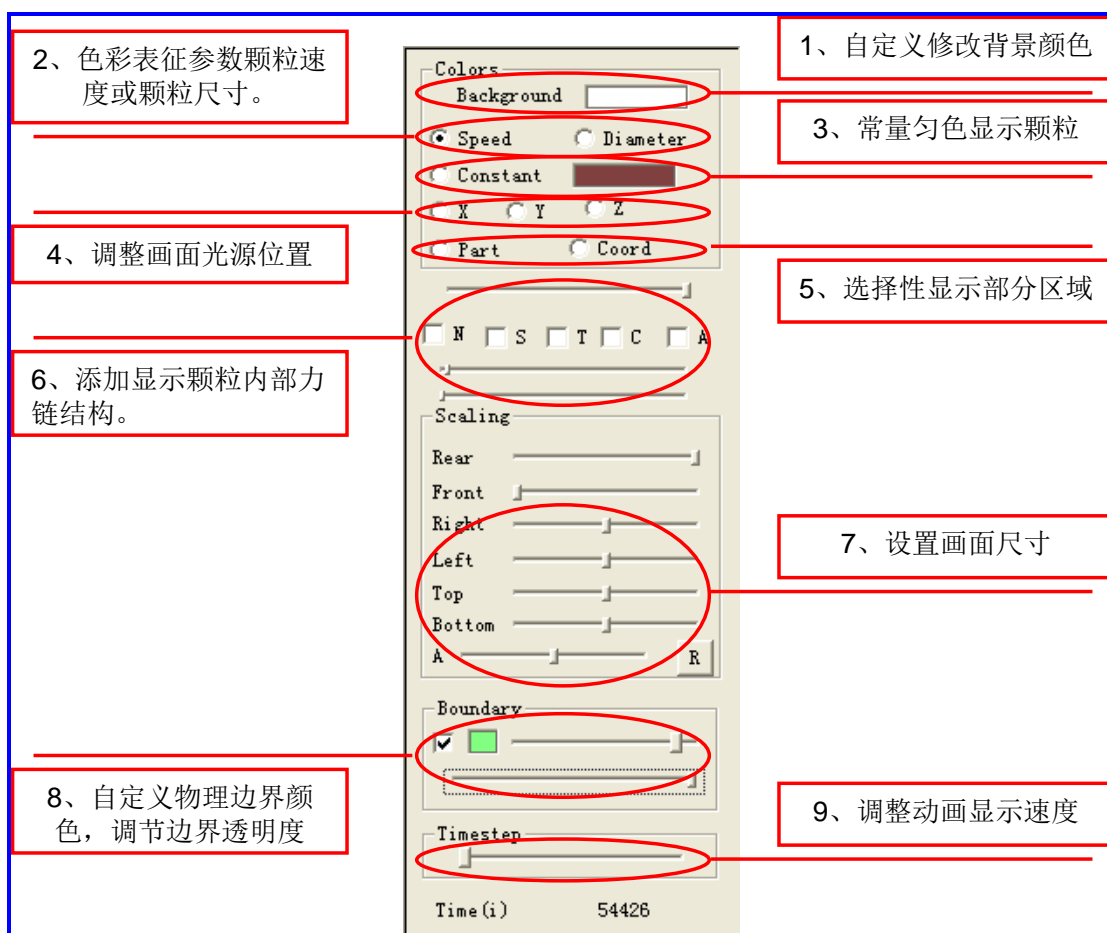 2、色彩表征参数颗粒速
度或颗粒尺寸。
4、调整画面光源位置
6、添加显示颗粒内部力
链结构。
8、自定义物理边界颜
色，调节边界透明度
Colors
Background
Speed Diameter
Constant
X Y Z
Part Coord
N S T C A
Scaling
Rear
Front
Right
Left
Top
Bottom
A R
Boundary
Timestep
Time(i) 54426
1、自定义修改背景颜色
3、常量匀色显示颗粒
5、选择性显示部分区域
7、设置画面尺寸
9、调整动画显示速度